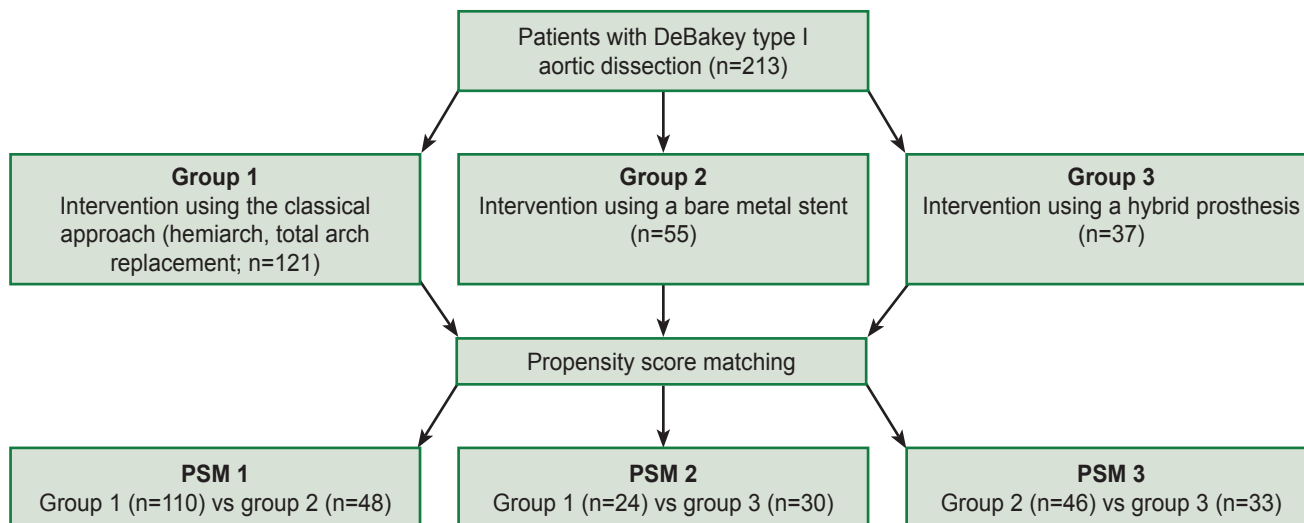 Patients with DeBakey type I
aortic dissection (n=213)
Group 1
Intervention using the classical
approach (hemiarch, total arch
replacement; n=121)
Group 2
Intervention using a bare metal stent
(n=55)
Group 3
Intervention using a hybrid prosthesis
(n=37)
Propensity score matching
PSM 1
Group 1 (n=110) vs group 2 (n=48)
PSM 2
Group 1 (n=24) vs group 3 (n=30)
PSM 3
Group 2 (n=46) vs group 3 (n=33)